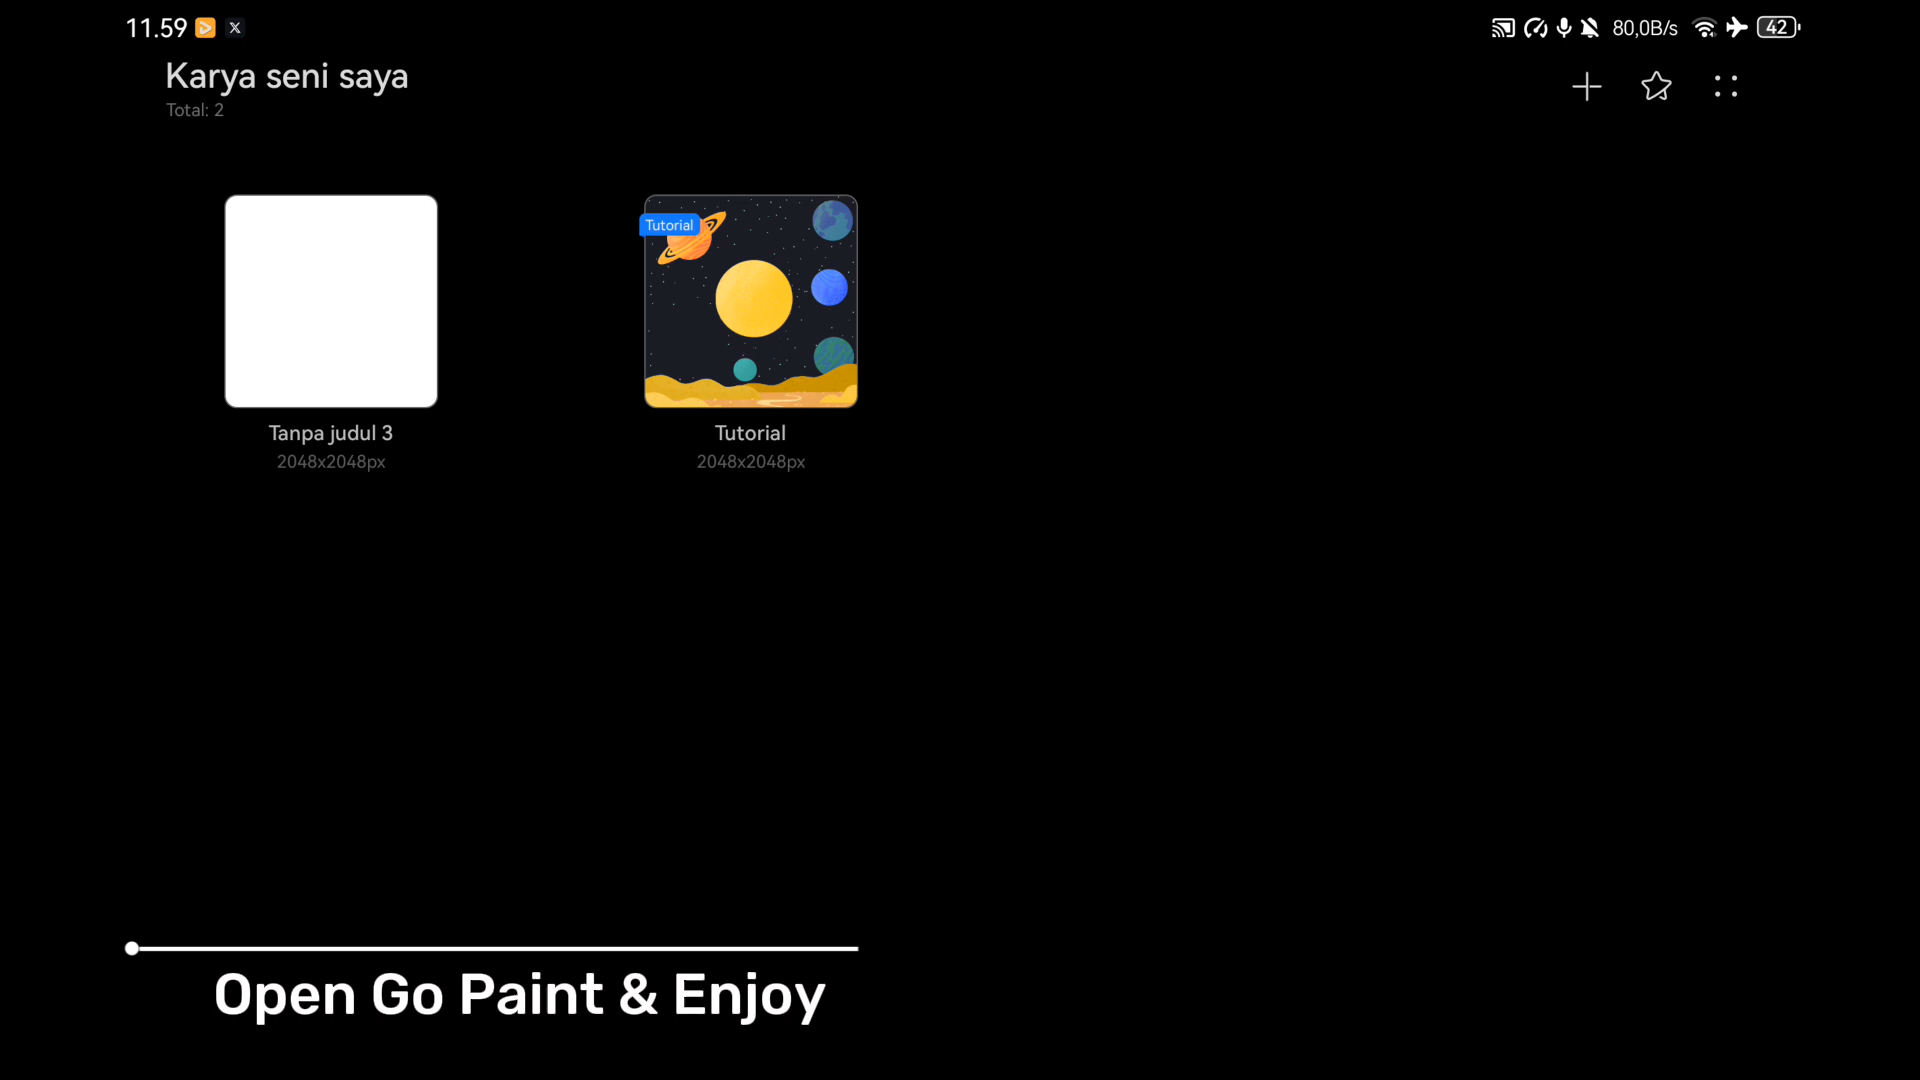 11.59 X 80,0B/s 42
Karya seni saya
Total: 2
Tutorial
Tanpa judul 3
2048x2048px
Tutorial
2048x2048px
Open Go Paint & Enjoy